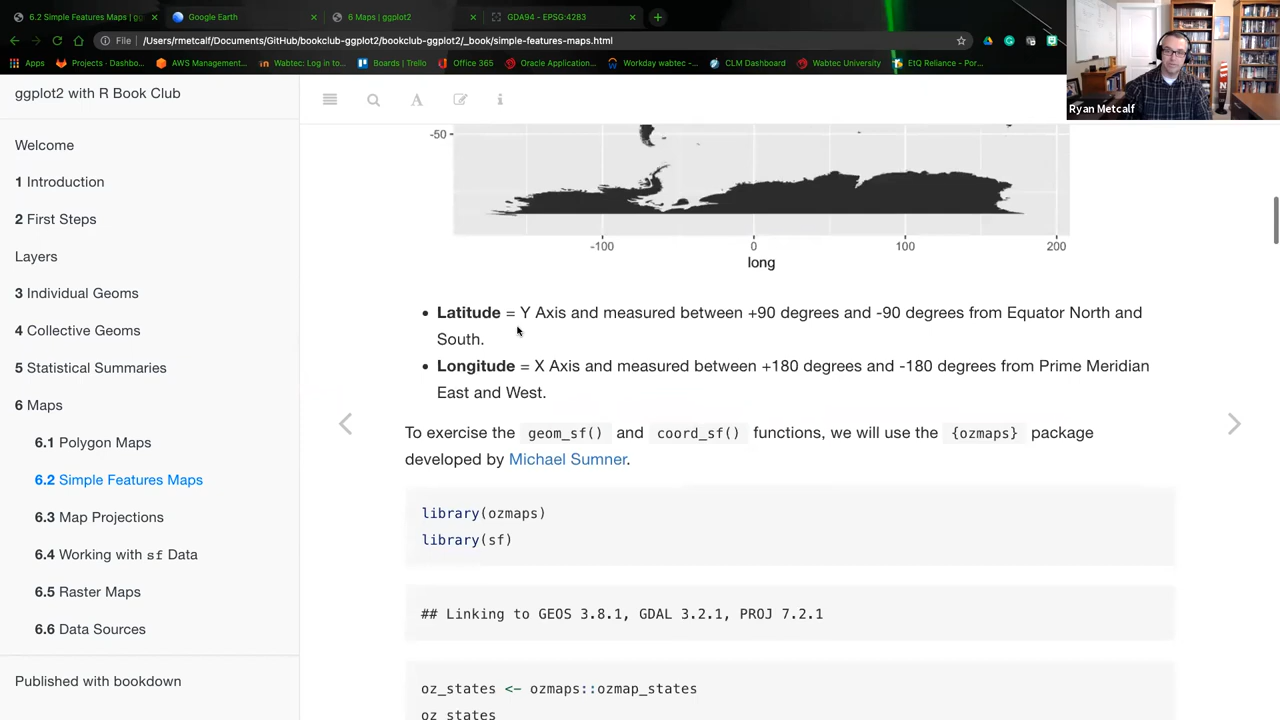 6.2 Simple Features Maps | gg
Google Earth
6 Maps | ggplot2
GDA94 - EPSG:4283
File | /Users/rmetcalf/Documents/GitHub/bookclub-ggplot2/bookclub-ggplot2/_book/simple-features-maps.html
Apps
Projects · Dashbo...
AWS Management...
Wabtec: Log in to...
Boards | Trello
Office 365
Oracle Application...
Workday wabtec -...
CLM Dashboard
Wabtec University
EtQ Reliance - Por...
Ryan Metcalf
ggplot2 with R Book Club
Welcome
1 Introduction
2 First Steps
Layers
3 Individual Geoms
4 Collective Geoms
5 Statistical Summaries
6 Maps
6.1 Polygon Maps
6.2 Simple Features Maps
6.3 Map Projections
6.4 Working with sf Data
6.5 Raster Maps
6.6 Data Sources
Published with bookdown
-50
-100 0 100 200
long
• Latitude = Y Axis and measured between +90 degrees and -90 degrees from Equator North and
South.
• Longitude = X Axis and measured between +180 degrees and -180 degrees from Prime Meridian
East and West.
To exercise the geom_sf() and coord_sf() functions, we will use the {ozmaps} package
developed by Michael Sumner.
library(ozmaps)
library(sf)
## Linking to GEOS 3.8.1, GDAL 3.2.1, PROJ 7.2.1
oz_states <- ozmaps::ozmap_states
oz_states